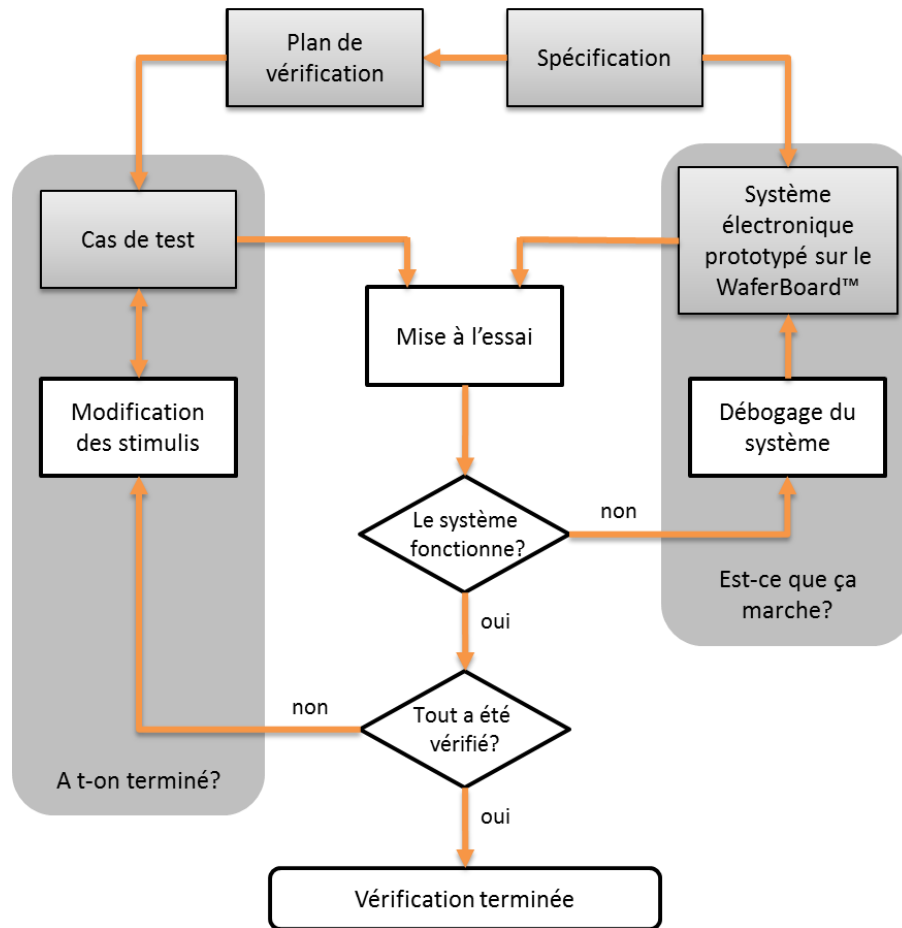 Plan de
vérification
Spécification
Cas de test
Système
électronique
prototypé sur le
WaferBoard™
Mise à l’essai
Modification
des stimulis
Débogage du
système
Le système
fonctionne?
non
Est-ce que ça
marche?
oui
Tout a été
vérifié?
non
A t-on terminé?
oui
Vérification terminée